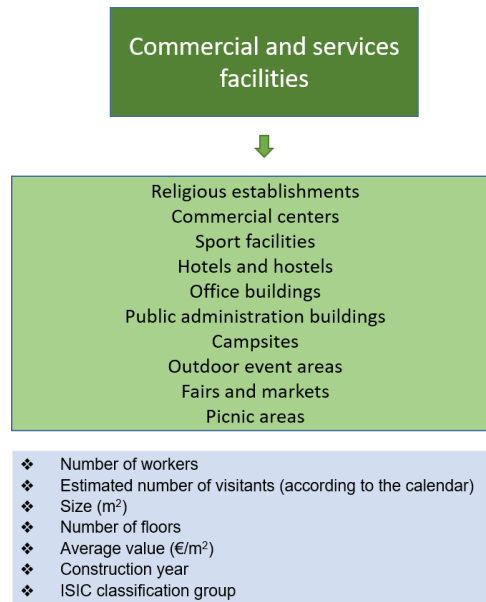 Commercial and services
facilities
Religious establishments
Commercial centers
Sport facilities
Hotels and hostels
Office buildings
Public administration buildings
Campsites
Outdoor event areas
Fairs and markets
Picnic areas
❖ Number of workers
❖ Estimated number of visitants (according to the calendar)
❖ Size (m²)
❖ Number of floors
❖ Average value (€/m²)
❖ Construction year
❖ ISIC classification group